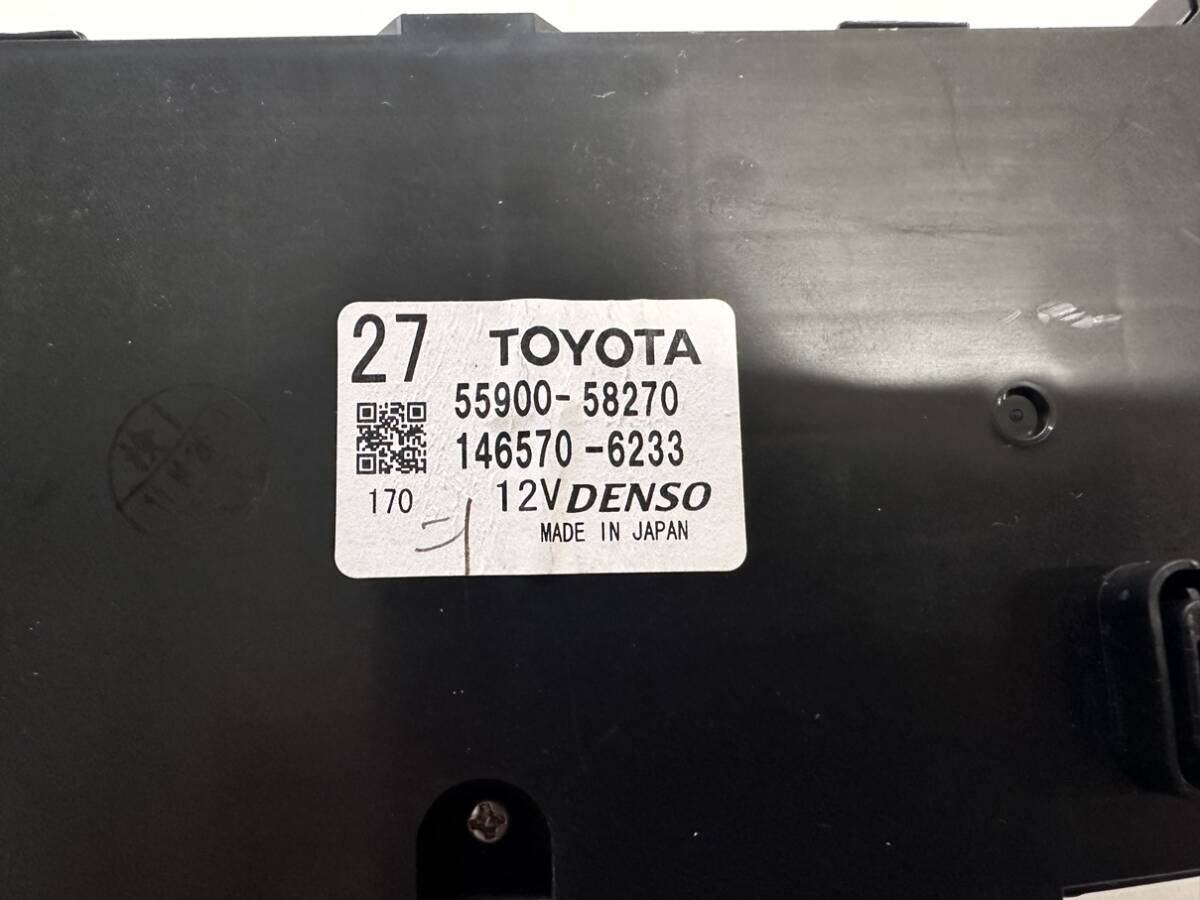 27 TOYOTA
55900-58270
146570-6233
170 12V DENSO
MADE IN JAPAN